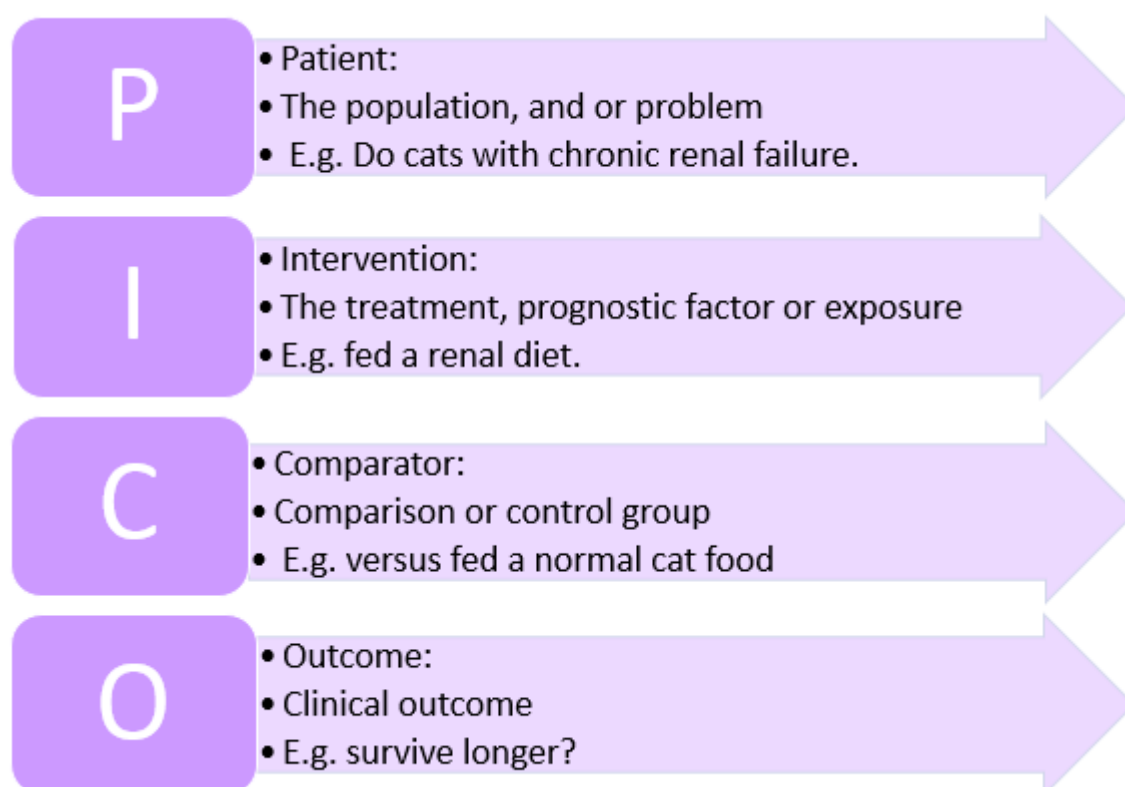 P
• Patient:
• The population, and or problem
• E.g. Do cats with chronic renal failure.
I
• Intervention:
• The treatment, prognostic factor or exposure
• E.g. fed a renal diet.
C
• Comparator:
• Comparison or control group
• E.g. versus fed a normal cat food
O
• Outcome:
• Clinical outcome
• E.g. survive longer?